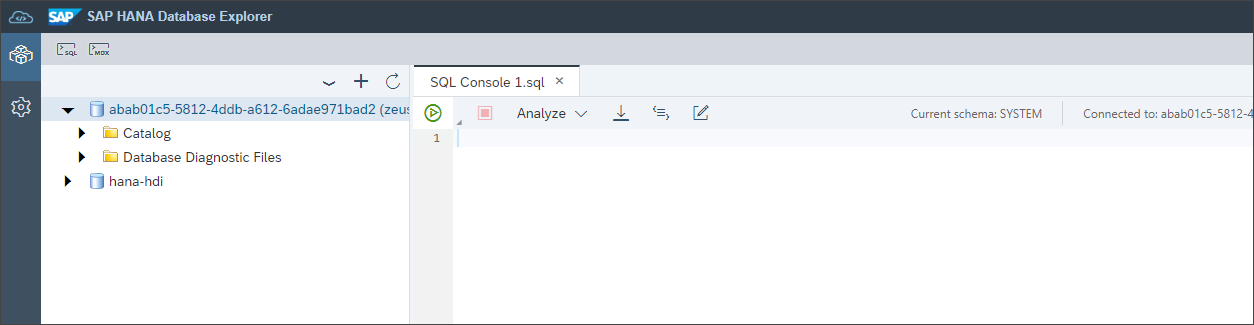 SAP SAP HANA Database Explorer
SQL MDX
SQL Console 1.sql ×
abab01c5-5812-4ddb-a612-6adae971bad2 (zeus
Analyze Current schema: SYSTEM Connected to: abab01c5-5812-4
Catalog
1
Database Diagnostic Files
hana-hdi